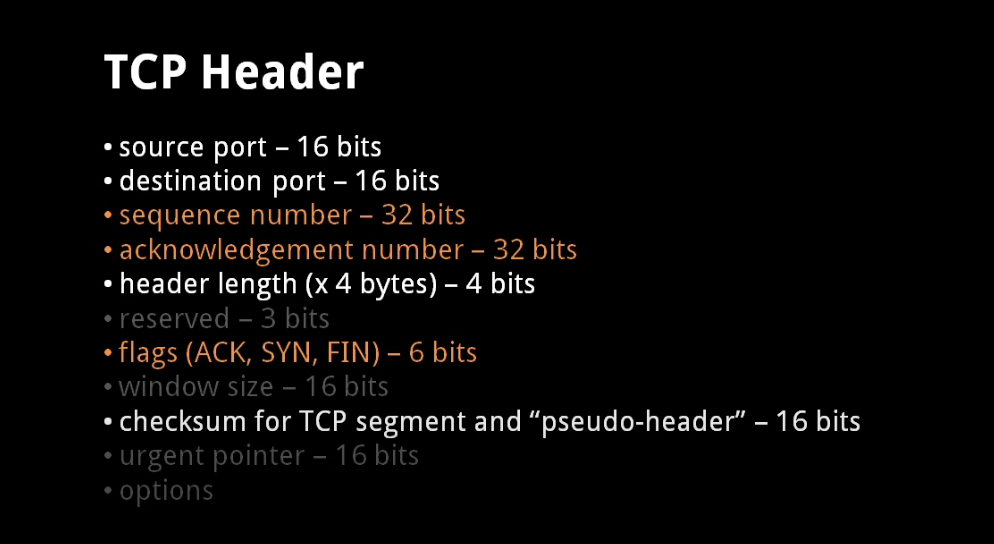 TCP Header
• source port – 16 bits
• destination port – 16 bits
• sequence number – 32 bits
• acknowledgement number – 32 bits
• header length (x 4 bytes) – 4 bits
• reserved – 3 bits
• flags (ACK, SYN, FIN) – 6 bits
• window size – 16 bits
• checksum for TCP segment and “pseudo-header” – 16 bits
• urgent pointer – 16 bits
• options